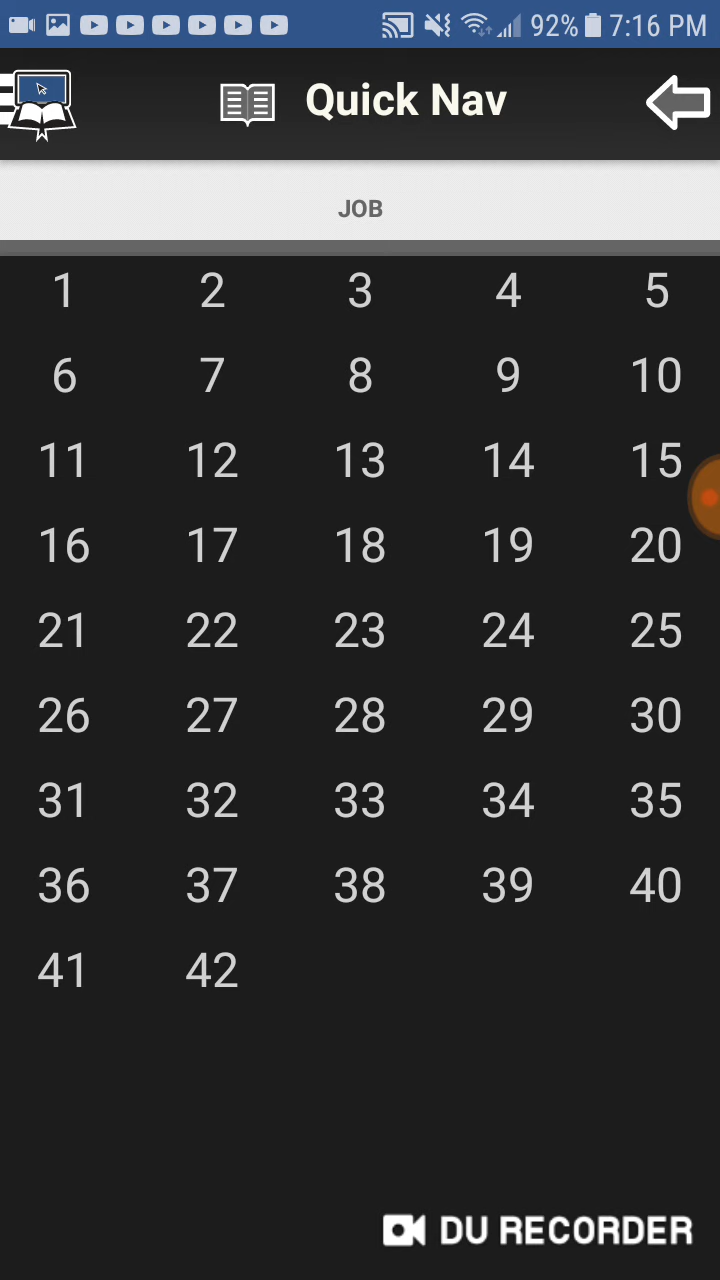 92% 7:16 PM
Quick Nav
JOB
1 2 3 4 5
6 7 8 9 10
11 12 13 14 15
16 17 18 19 20
21 22 23 24 25
26 27 28 29 30
31 32 33 34 35
36 37 38 39 40
41 42
DU RECORDER